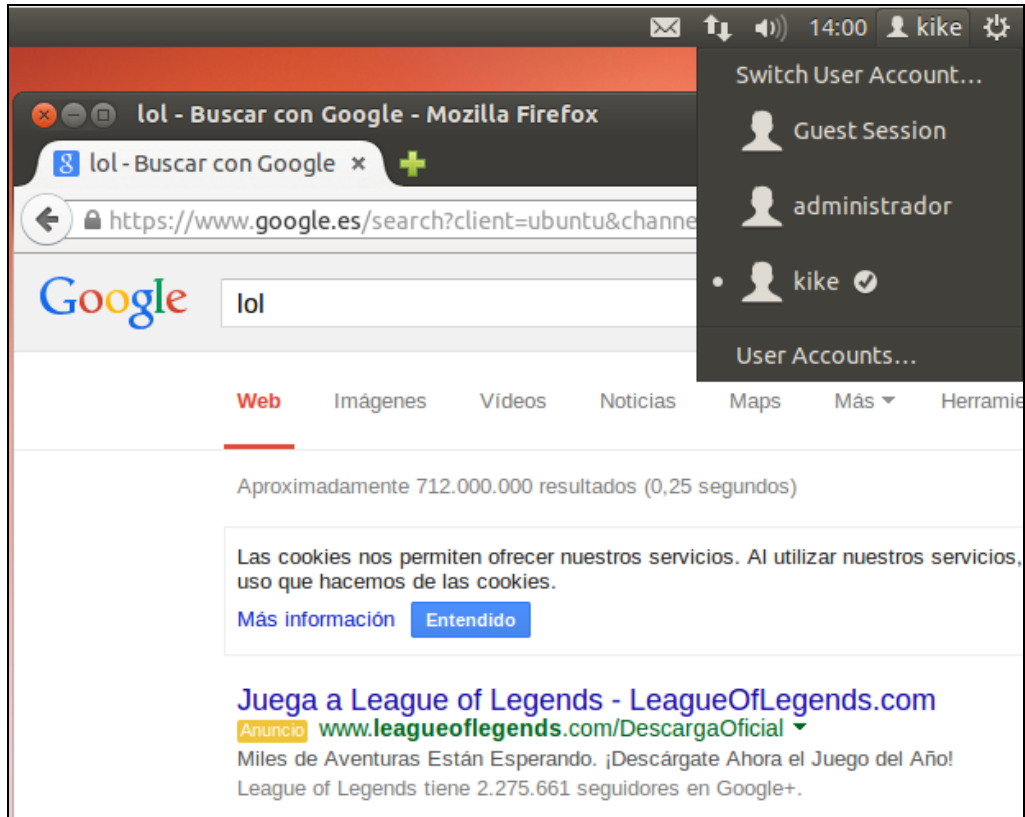 14:00 kike
Switch User Account...
Guest Session
administrador
kike
User Accounts...
lol - Buscar con Google - Mozilla Firefox
8 lol - Buscar con Google ×
https://www.google.es/search?client=ubuntu&channe
Google lol
Web Imágenes Vídeos Noticias Maps Más Herramie
Aproximadamente 712.000.000 resultados (0,25 segundos)
Las cookies nos permiten ofrecer nuestros servicios. Al utilizar nuestros servicios,
uso que hacemos de las cookies.
Más información Entendido
Juega a League of Legends - LeagueOfLegends.com
Anuncio www.leagueoflegends.com/DescargaOficial
Miles de Aventuras Están Esperando. ¡Descárgate Ahora el Juego del Año!
League of Legends tiene 2.275.661 seguidores en Google+.